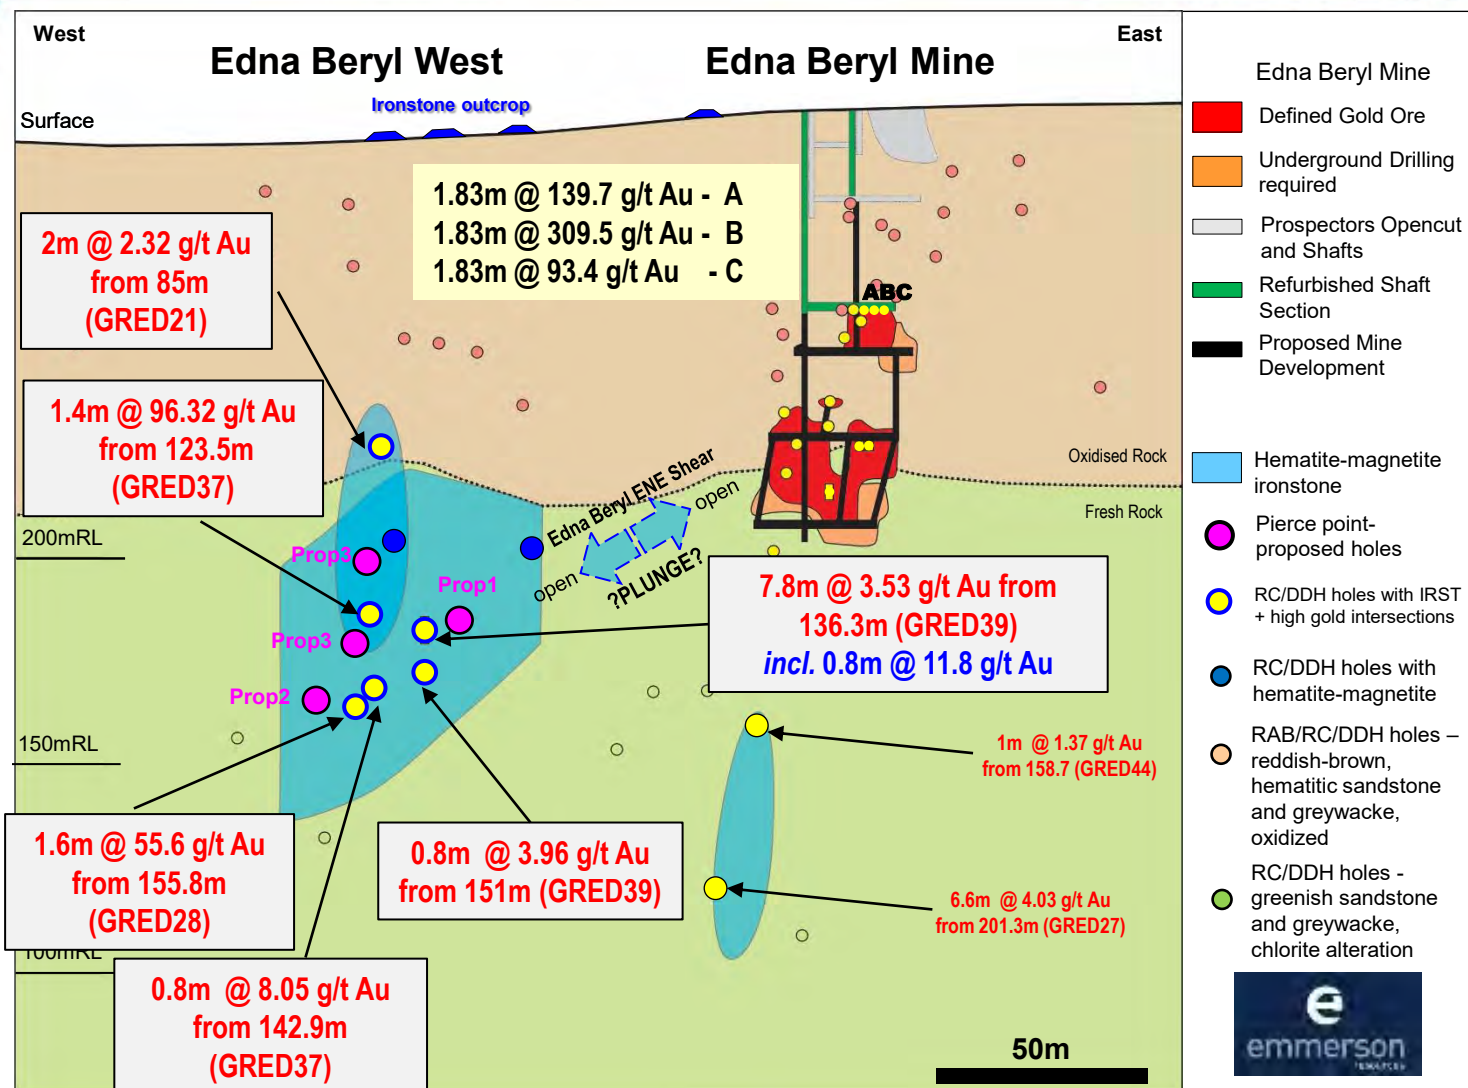 West
East
Edna Beryl West
Edna Beryl Mine
Ironstone outcrop
Surface
1.83m @ 139.7 g/t Au - A
1.83m @ 309.5 g/t Au - B
1.83m @ 93.4 g/t Au - C
2m @ 2.32 g/t Au
from 85m
(GRED21)
ABC
1.4m @ 96.32 g/t Au
from 123.5m
(GRED37)
Oxidised Rock
Fresh Rock
Edna Beryl ENE Shear
open
open
?PLUNGE?
200mRL
Prop3
Prop1
Prop3
Prop2
7.8m @ 3.53 g/t Au from
136.3m (GRED39)
incl. 0.8m @ 11.8 g/t Au
150mRL
1m @ 1.37 g/t Au
from 158.7 (GRED44)
1.6m @ 55.6 g/t Au
from 155.8m
(GRED28)
0.8m @ 3.96 g/t Au
from 151m (GRED39)
6.6m @ 4.03 g/t Au
from 201.3m (GRED27)
100mRL
0.8m @ 8.05 g/t Au
from 142.9m
(GRED37)
50m
Edna Beryl Mine
Defined Gold Ore
Underground Drilling
required
Prospectors Opencut
and Shafts
Refurbished Shaft
Section
Proposed Mine
Development
Hematite-magnetite
ironstone
Pierce point-
proposed holes
RC/DDH holes with IRST
+ high gold intersections
RC/DDH holes with
hematite-magnetite
RAB/RC/DDH holes –
reddish-brown,
hematitic sandstone
and greywacke,
oxidized
RC/DDH holes -
greenish sandstone
and greywacke,
chlorite alteration
e
emmerson
RESOURCES